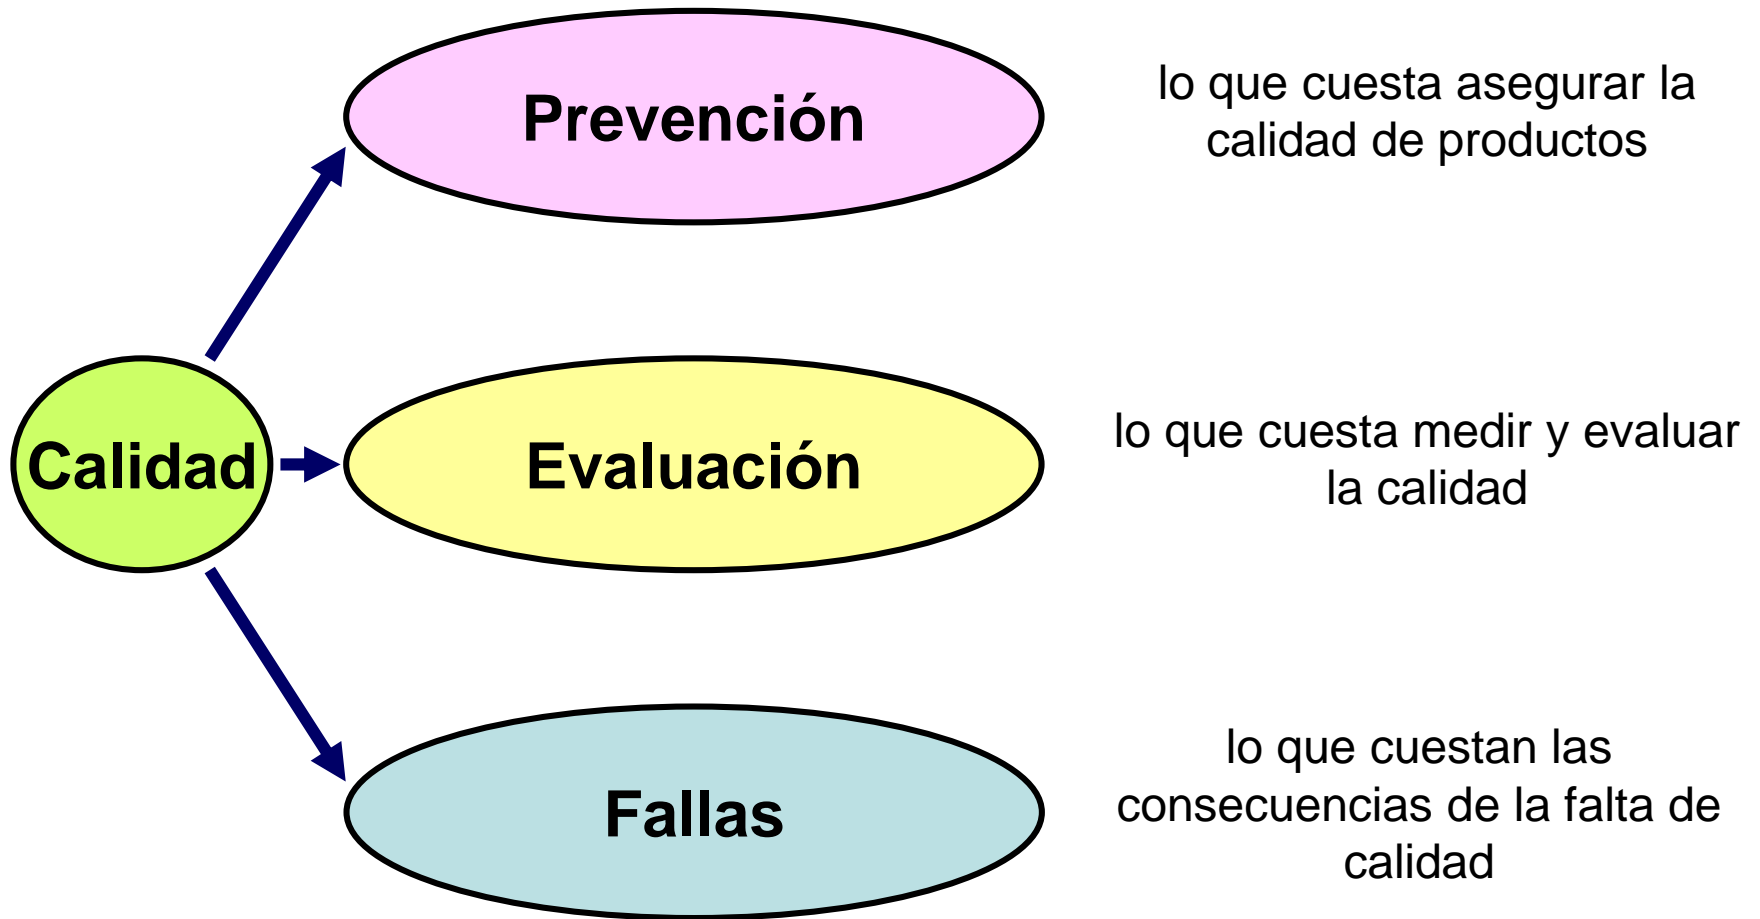 Prevención
lo que cuesta asegurar la
calidad de productos
Calidad
Evaluación
lo que cuesta medir y evaluar
la calidad
Fallas
lo que cuestan las
consecuencias de la falta de
calidad